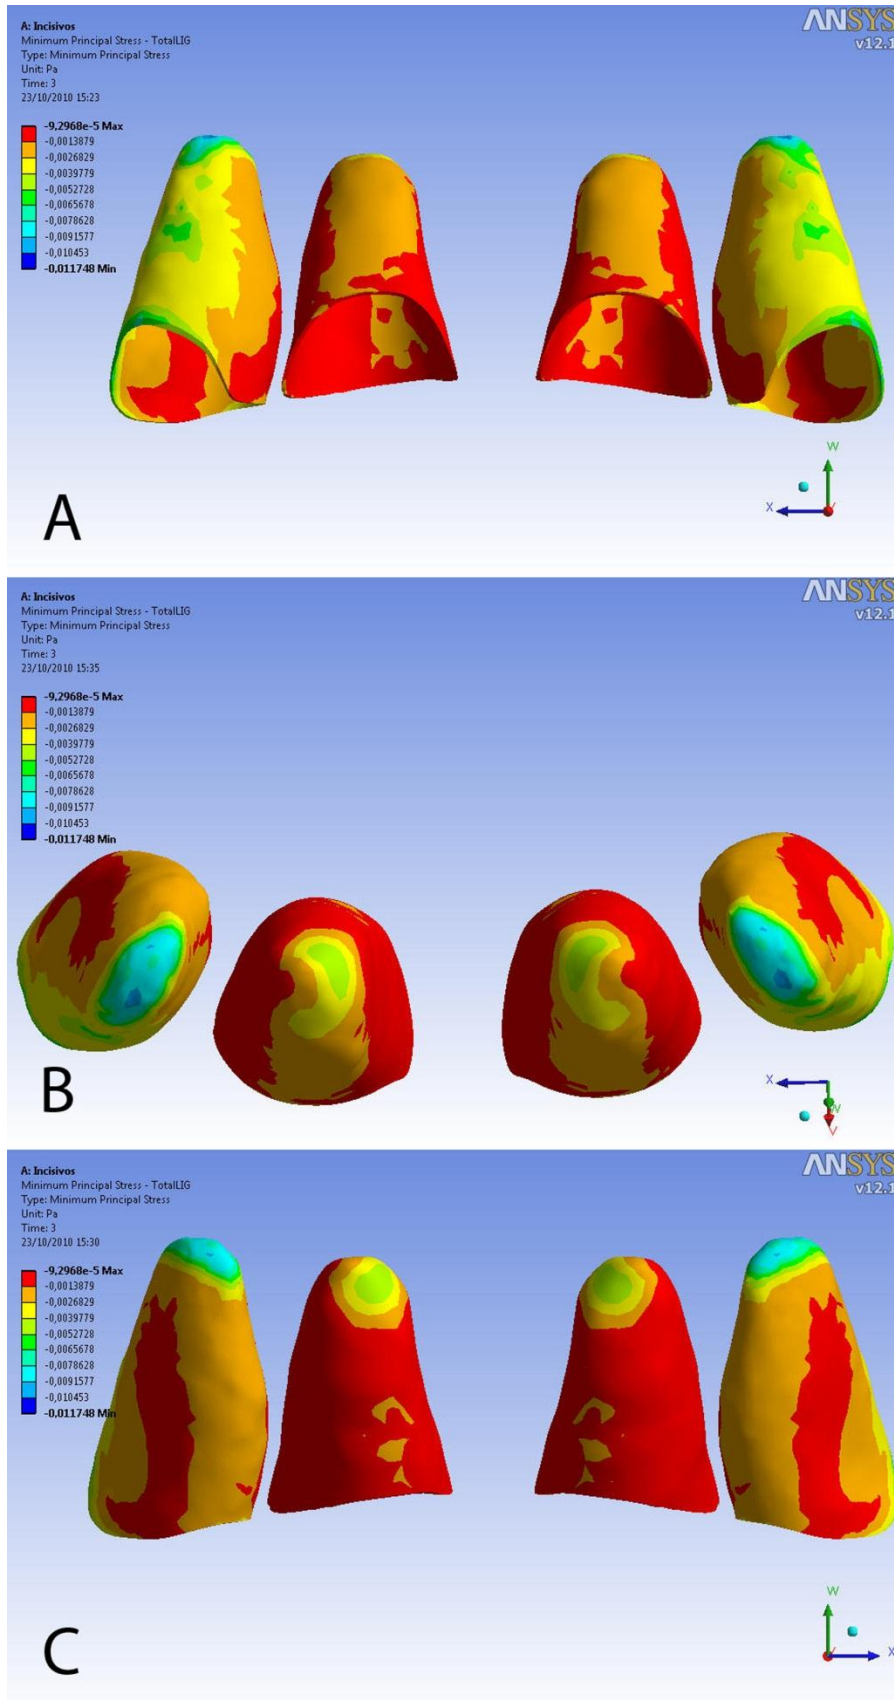 A: Incisivos
Minimum Principal Stress - TotalLIG
Type: Minimum Principal Stress
Unit: Pa
Time: 3
23/10/2010 15:23
ANSYS
v12.1
-9,2968e-5 Max
-0,0013879
-0,0026829
-0,0039779
-0,0052728
-0,0065678
-0,0078628
-0,0091577
-0,010453
-0,011748 Min
W
X
A
A: Incisivos
Minimum Principal Stress - TotalLIG
Type: Minimum Principal Stress
Unit: Pa
Time: 3
23/10/2010 15:35
ANSYS
v12.1
-9,2968e-5 Max
-0,0013879
-0,0026829
-0,0039779
-0,0052728
-0,0065678
-0,0078628
-0,0091577
-0,010453
-0,011748 Min
X
W
V
B
A: Incisivos
Minimum Principal Stress - TotalLIG
Type: Minimum Principal Stress
Unit: Pa
Time: 3
23/10/2010 15:30
ANSYS
v12.1
-9,2968e-5 Max
-0,0013879
-0,0026829
-0,0039779
-0,0052728
-0,0065678
-0,0078628
-0,0091577
-0,010453
-0,011748 Min
W
X
C